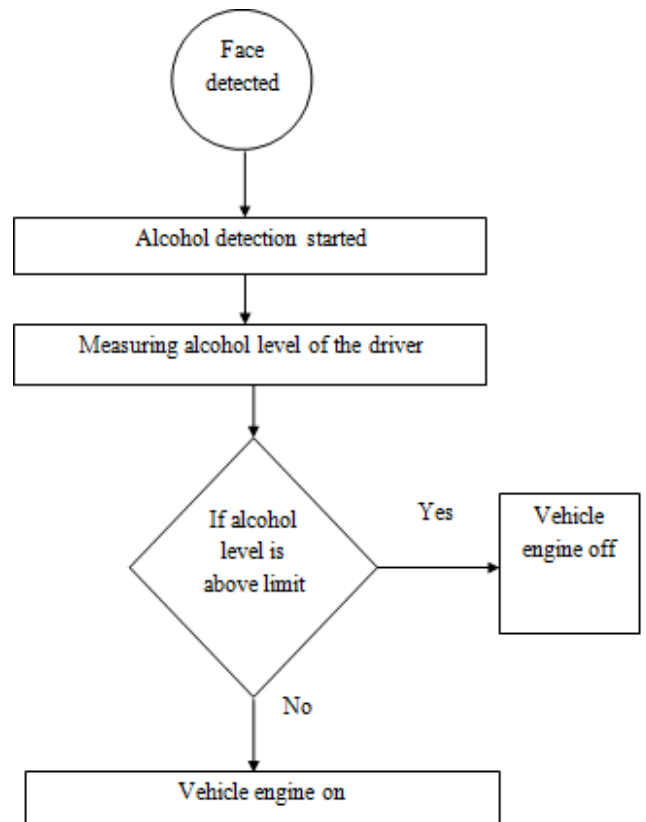 Face
detected
Alcohol detection started
Measuring alcohol level of the driver
If alcohol
level is
above limit
Yes
Vehicle
engine off
No
Vehicle engine on